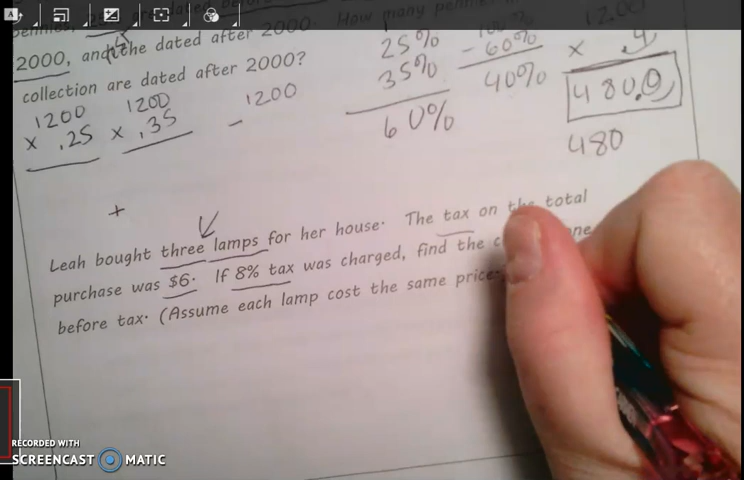 are dated before
How many
2000, and the dated after 2000.
collection are dated after 2000?
1200
x .25
1200
x .35
- 1200
25%
35%
60%
100%
- 60%
40%
1200
x .4
480.0
480
+
Leah bought three lamps for her house. The tax on the total
purchase was $6. If 8% tax was charged, find the
before tax. (Assume each lamp cost the same price
RECORDED WITH
SCREENCAST MATIC